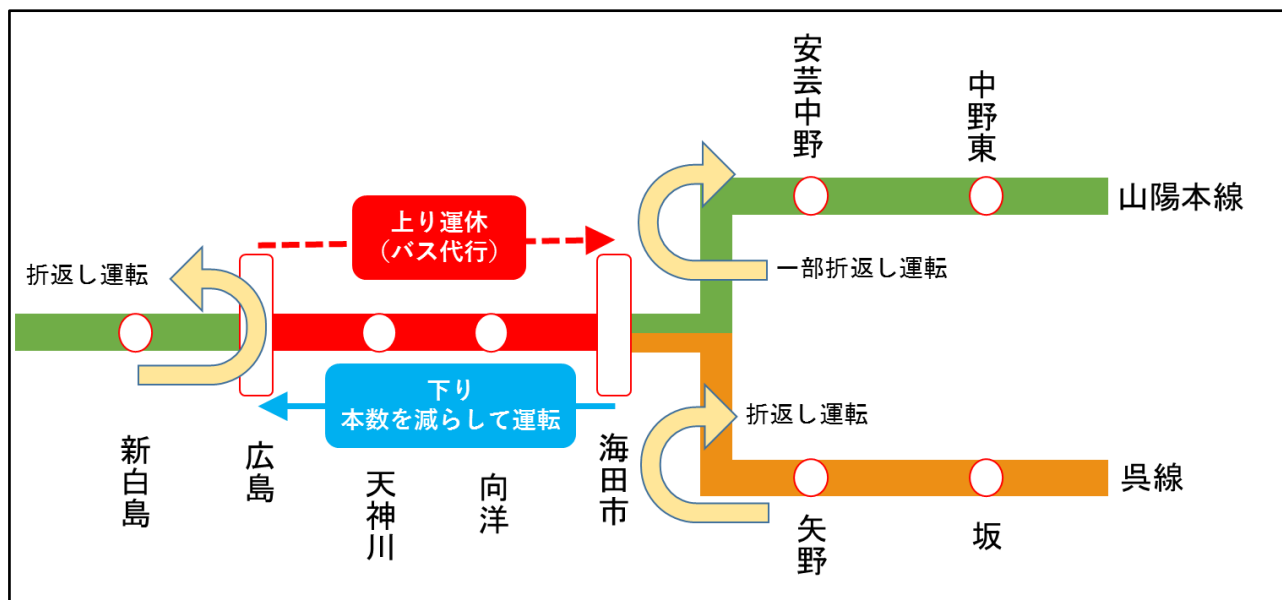 安芸中野
中野東
山陽本線
上り運休
（バス代行）
折返し運転
一部折返し運転
下り
本数を減らして運転
折返し運転
新白島
広島
天神川
向洋
海田市
矢野
坂
呉線